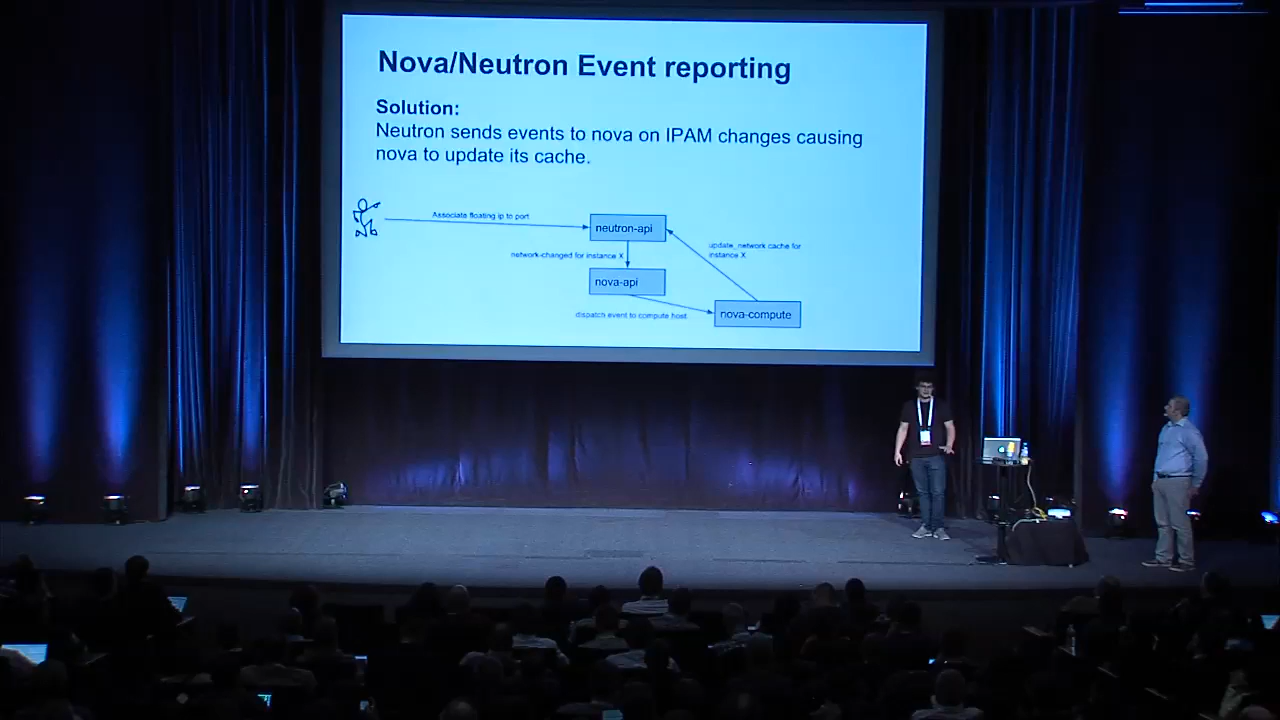 Nova/Neutron Event reporting
Solution:
Neutron sends events to nova on IPAM changes causing
nova to update its cache.
Associate floating ip to port
neutron-api
update_network cache for
instance X
network-changed for instance X
nova-api
dispatch event to compute host
nova-compute